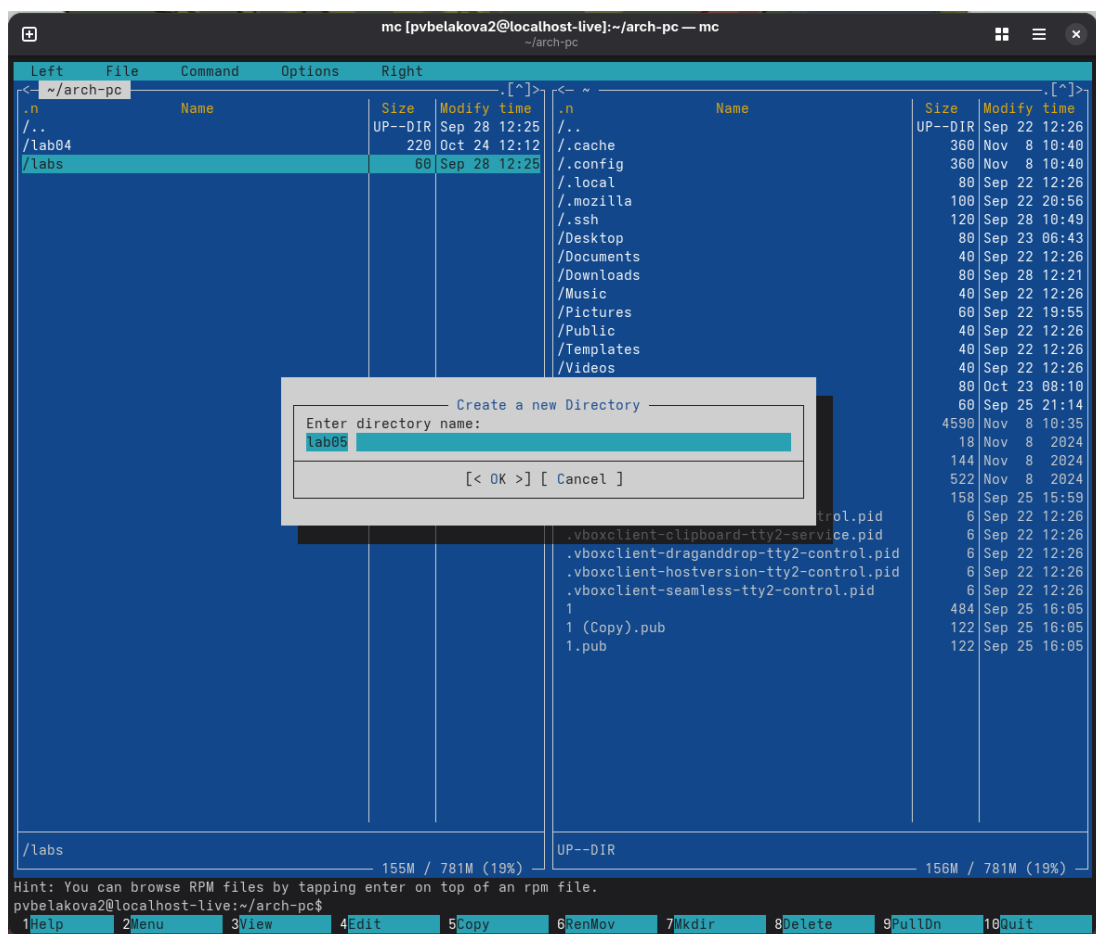 mc [pvbelakova2@localhost-live]:~/arch-pc — mc
~/arch-pc
Left File Command Options Right
<— ~/arch-pc .[^]>
.n Name Size Modify time
/.. UP--DIR Sep 28 12:25
/lab04 220 Oct 24 12:12
/labs 60 Sep 28 12:25
/labs
155M / 781M (19%)
<— ~ .[^]>
.n Name Size Modify time
/.. UP--DIR Sep 22 12:26
/.cache 360 Nov 8 10:40
/.config 360 Nov 8 10:40
/.local 80 Sep 22 12:26
/.mozilla 100 Sep 22 20:56
/.ssh 120 Sep 28 10:49
/Desktop 80 Sep 23 06:43
/Documents 40 Sep 22 12:26
/Downloads 80 Sep 28 12:21
/Music 40 Sep 22 12:26
/Pictures 60 Sep 22 19:55
/Public 40 Sep 22 12:26
/Templates 40 Sep 22 12:26
/Videos 40 Sep 22 12:26
80 Oct 23 08:10
60 Sep 25 21:14
4590 Nov 8 10:35
18 Nov 8 2024
144 Nov 8 2024
522 Nov 8 2024
158 Sep 25 15:59
trol.pid 6 Sep 22 12:26
.vboxclient-clipboard-tty2-service.pid 6 Sep 22 12:26
.vboxclient-draganddrop-tty2-control.pid 6 Sep 22 12:26
.vboxclient-hostversion-tty2-control.pid 6 Sep 22 12:26
.vboxclient-seamless-tty2-control.pid 6 Sep 22 12:26
1 484 Sep 25 16:05
1 (Copy).pub 122 Sep 25 16:05
1.pub 122 Sep 25 16:05
UP--DIR
156M / 781M (19%)
Create a new Directory
Enter directory name:
lab05
[< OK >] [ Cancel ]
Hint: You can browse RPM files by tapping enter on top of an rpm file.
pvbelakova2@localhost-live:~/arch-pc$
1Help 2Menu 3View 4Edit 5Copy 6RenMov 7Mkdir 8Delete 9PullDn 10Quit